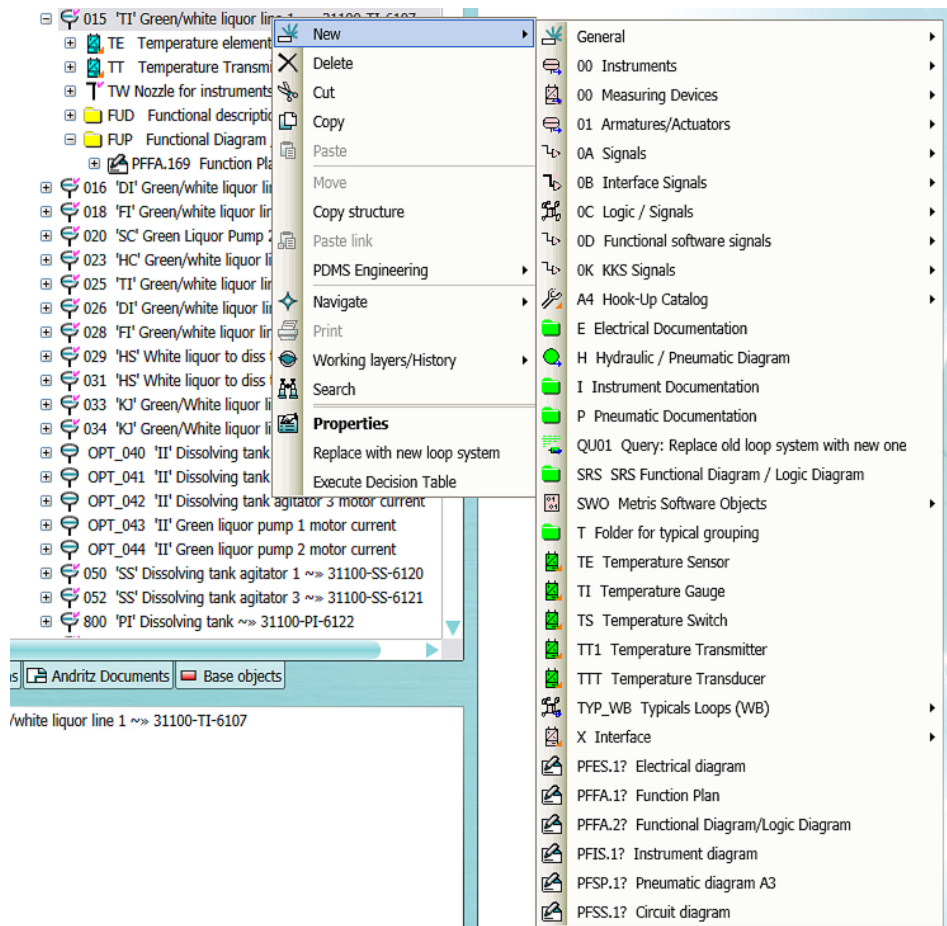 015 'TI' Green/white liquor line 1 ~» 31100-TI-6107
TE Temperature element
TT Temperature Transmi
TW Nozzle for instruments
FUD Functional descriptio
FUP Functional Diagram
PFFA.169 Function Pla
016 'DI' Green/white liquor lin
018 'FI' Green/white liquor lin
020 'SC' Green Liquor Pump 2
023 'HC' Green/white liquor li
025 'TI' Green/white liquor lin
026 'DI' Green/white liquor lin
028 'FI' Green/white liquor lin
029 'HS' White liquor to diss t
031 'HS' White liquor to diss t
033 'KJ' Green/White liquor li
034 'KJ' Green/White liquor li
OPT_040 'II' Dissolving tank
OPT_041 'II' Dissolving tank
OPT_042 'II' Dissolving tank agitator 3 motor current
OPT_043 'II' Green liquor pump 1 motor current
OPT_044 'II' Green liquor pump 2 motor current
050 'SS' Dissolving tank agitator 1 ~» 31100-SS-6120
052 'SS' Dissolving tank agitator 3 ~» 31100-SS-6121
800 'PI' Dissolving tank ~» 31100-PI-6122
s Andritz Documents Base objects
/white liquor line 1 ~» 31100-TI-6107
New
Delete
Cut
Copy
Paste
Move
Copy structure
Paste link
PDMS Engineering
Navigate
Print
Working layers/History
Search
Properties
Replace with new loop system
Execute Decision Table
General
00 Instruments
00 Measuring Devices
01 Armatures/Actuators
0A Signals
0B Interface Signals
0C Logic / Signals
0D Functional software signals
0K KKS Signals
A4 Hook-Up Catalog
E Electrical Documentation
H Hydraulic / Pneumatic Diagram
I Instrument Documentation
P Pneumatic Documentation
QU01 Query: Replace old loop system with new one
SRS SRS Functional Diagram / Logic Diagram
SWO Metris Software Objects
T Folder for typical grouping
TE Temperature Sensor
TI Temperature Gauge
TS Temperature Switch
TT1 Temperature Transmitter
TTT Temperature Transducer
TYP_WB Typicals Loops (WB)
X Interface
PFES.1? Electrical diagram
PFFA.1? Function Plan
PFFA.2? Functional Diagram/Logic Diagram
PFIS.1? Instrument diagram
PFSP.1? Pneumatic diagram A3
PFSS.1? Circuit diagram